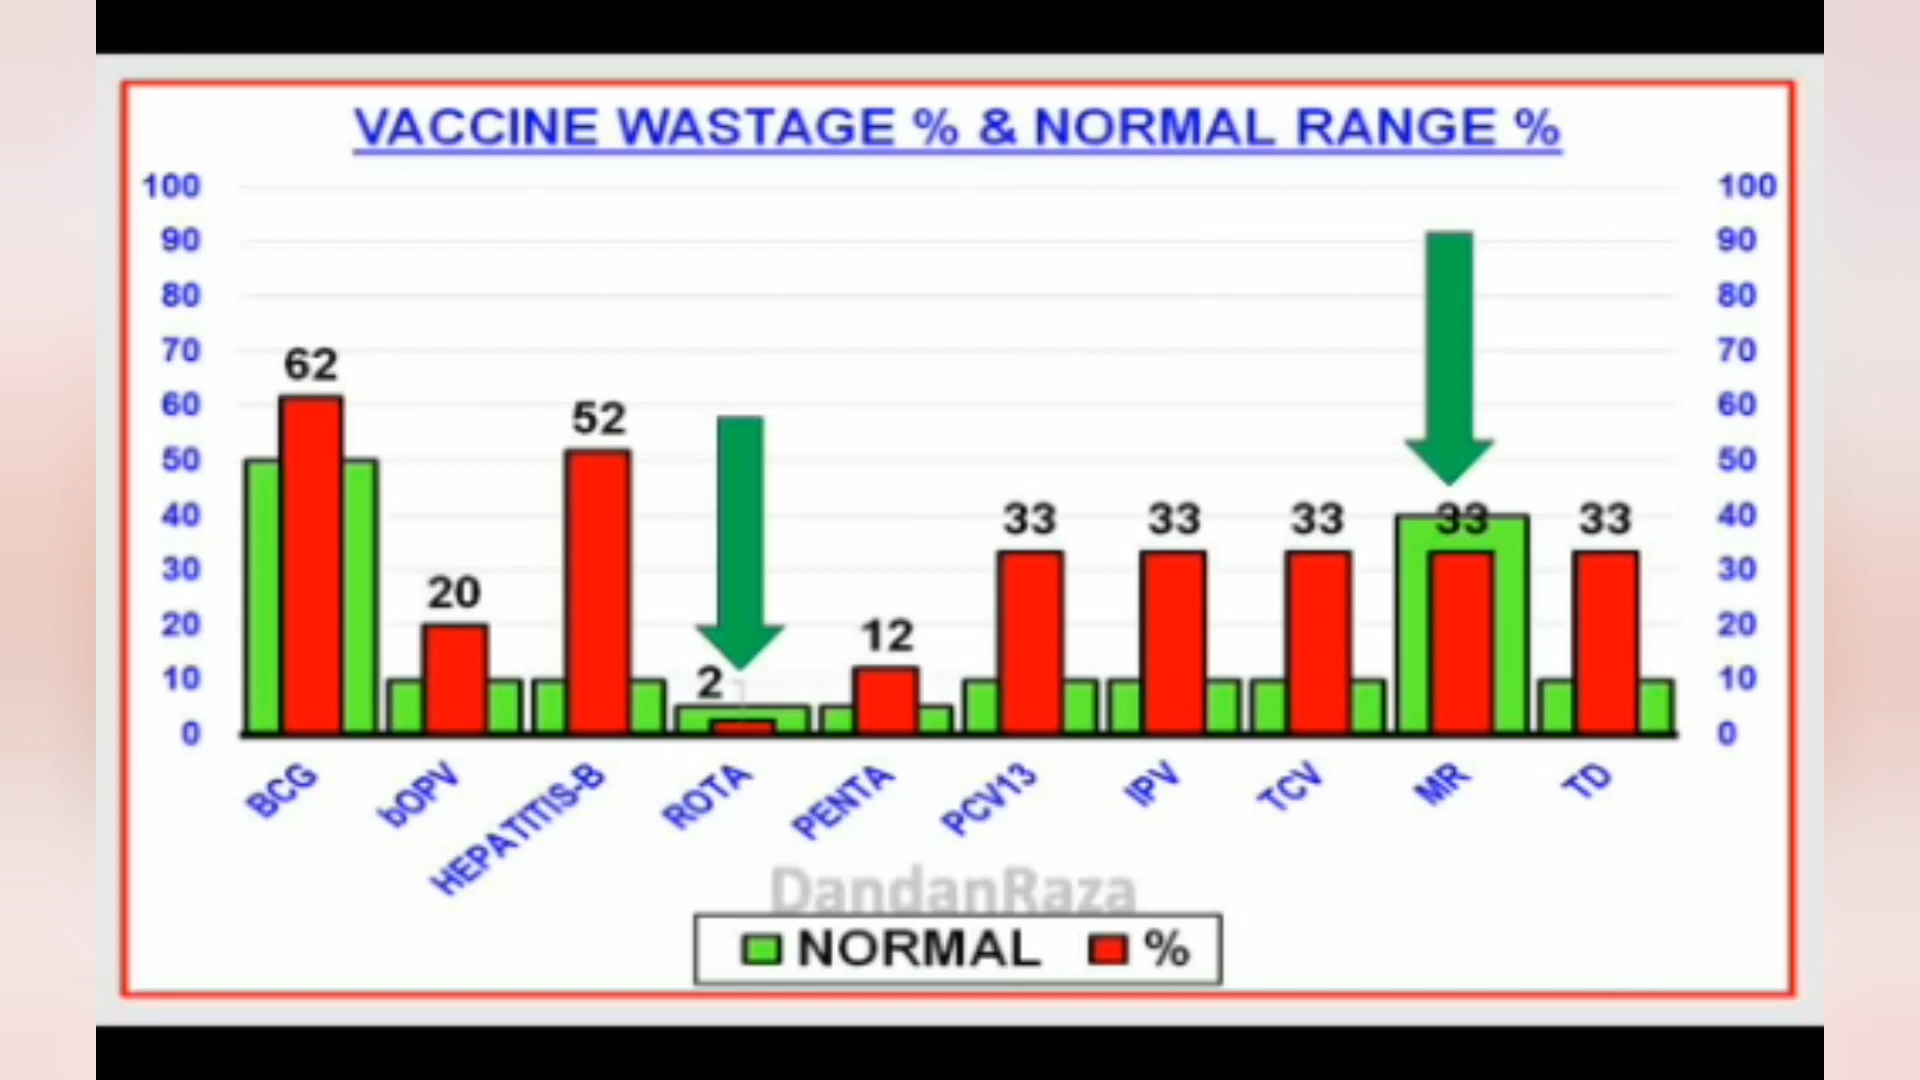 VACCINE WASTAGE % & NORMAL RANGE %
100 100
90 90
80 80
70 70
62
60 60
52
50 50
40 33 33 33 33 33 40
30 30
20
20 12 20
10 2 10
0 0
BCG bOPV HEPATITIS-B ROTA PENTA PCV13 IPV TCV MR TD
DandanRaza
NORMAL %